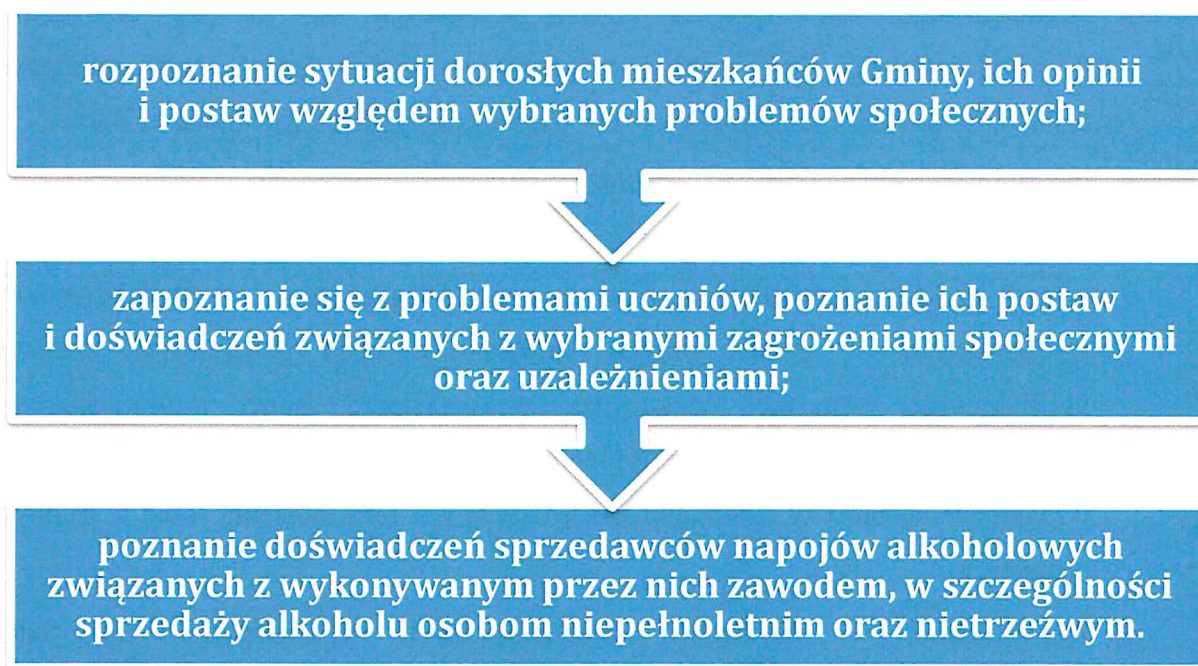 rozpoznanie sytuacji dorosłych mieszkańców Gminy, ich opinii
i postaw względem wybranych problemów społecznych;
zapoznanie się z problemami uczniów, poznanie ich postaw
i doświadczeń związanych z wybranymi zagrożeniami społecznymi
oraz uzależnieniami;
poznanie doświadczeń sprzedawców napojów alkoholowych
związanych z wykonywanym przez nich zawodem, w szczególności
sprzedaży alkoholu osobom niepełnoletnim oraz nietrzeźwym.